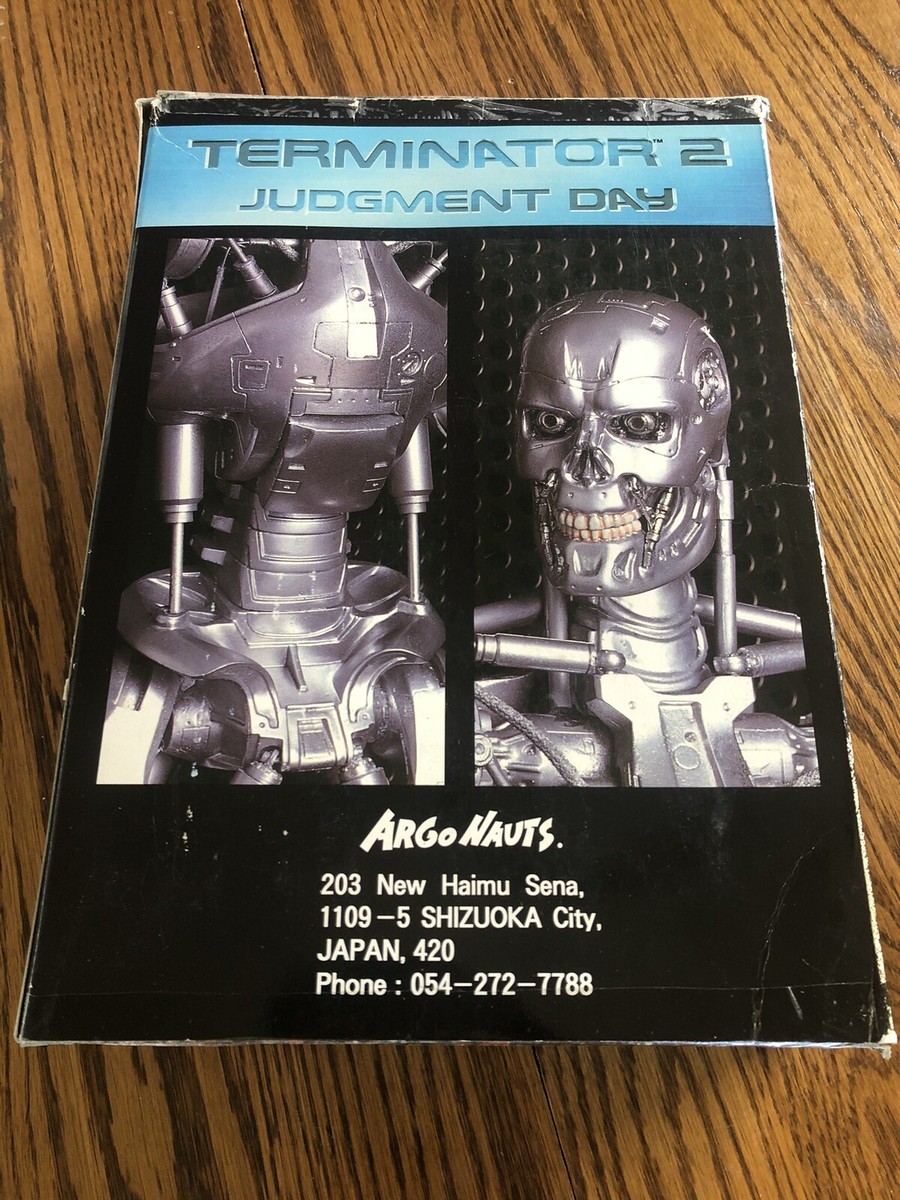 TERMINATOR™ 2
JUDGMENT DAY
ARGO NAUTS.
203 New Haimu Sena,
1109-5 SHIZUOKA City,
JAPAN, 420
Phone : 054-272-7788